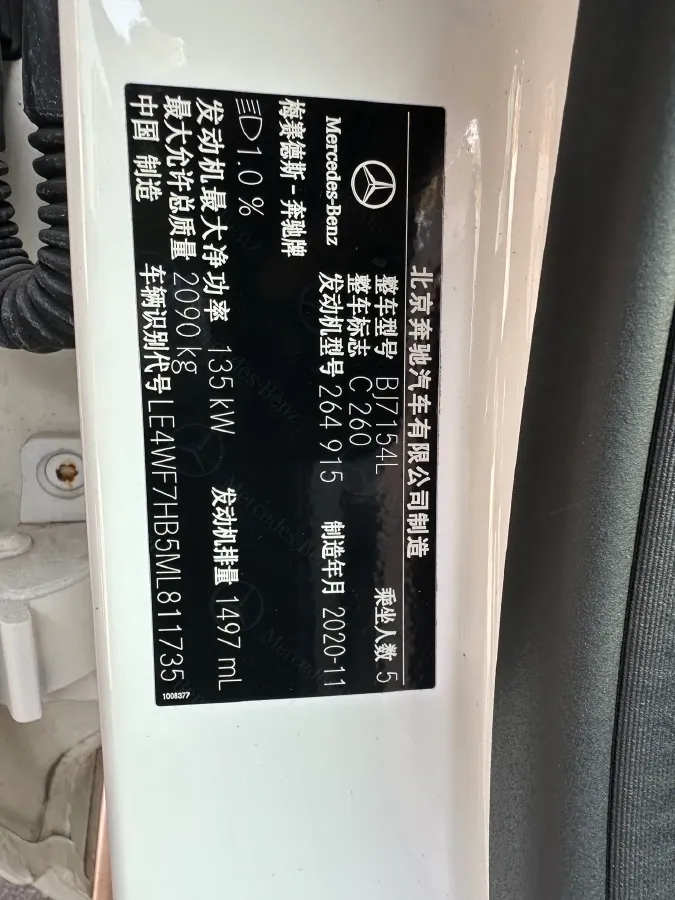 北京奔驰汽车有限公司制造
Mercedes-Benz
整车型号 BJ7154L 乘坐人数 5
整车标志 C 260
发动机型号 264 915 制造年月 2020-11
梅赛德斯-奔驰牌
1.0 %
发动机最大净功率 135 kW 发动机排量 1497 mL
最大允许总质量 2090 kg
中国 制造 车辆识别代号 LE4WF7HB5ML811735
1008377